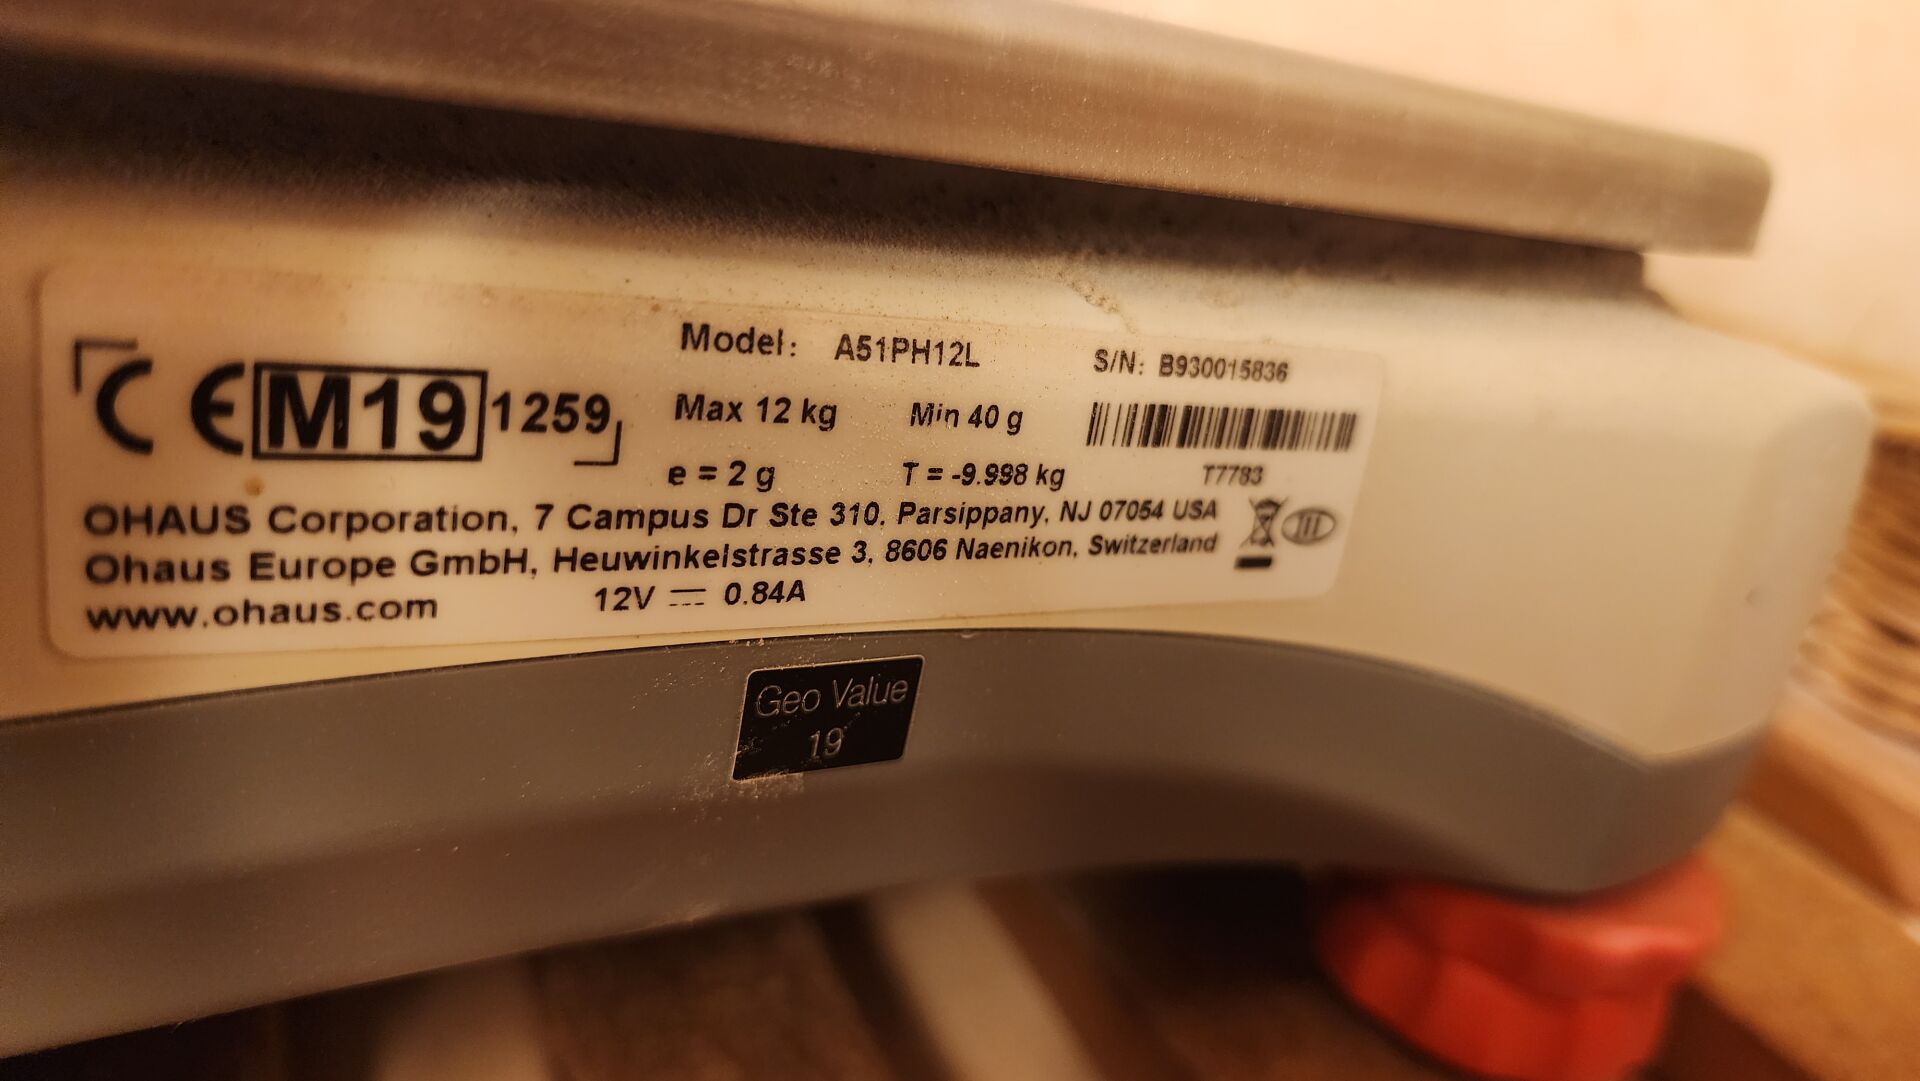 CE M19 1259
Model: A51PH12L
S/N: B930015836
Max 12 kg Min 40 g
e = 2 g T = -9.998 kg
T7783
OHAUS Corporation, 7 Campus Dr Ste 310, Parsippany, NJ 07054 USA
Ohaus Europe GmbH, Heuwinkelstrasse 3, 8606 Naenikon, Switzerland
www.ohaus.com 12V ⎓ 0.84A
III
Geo Value
19